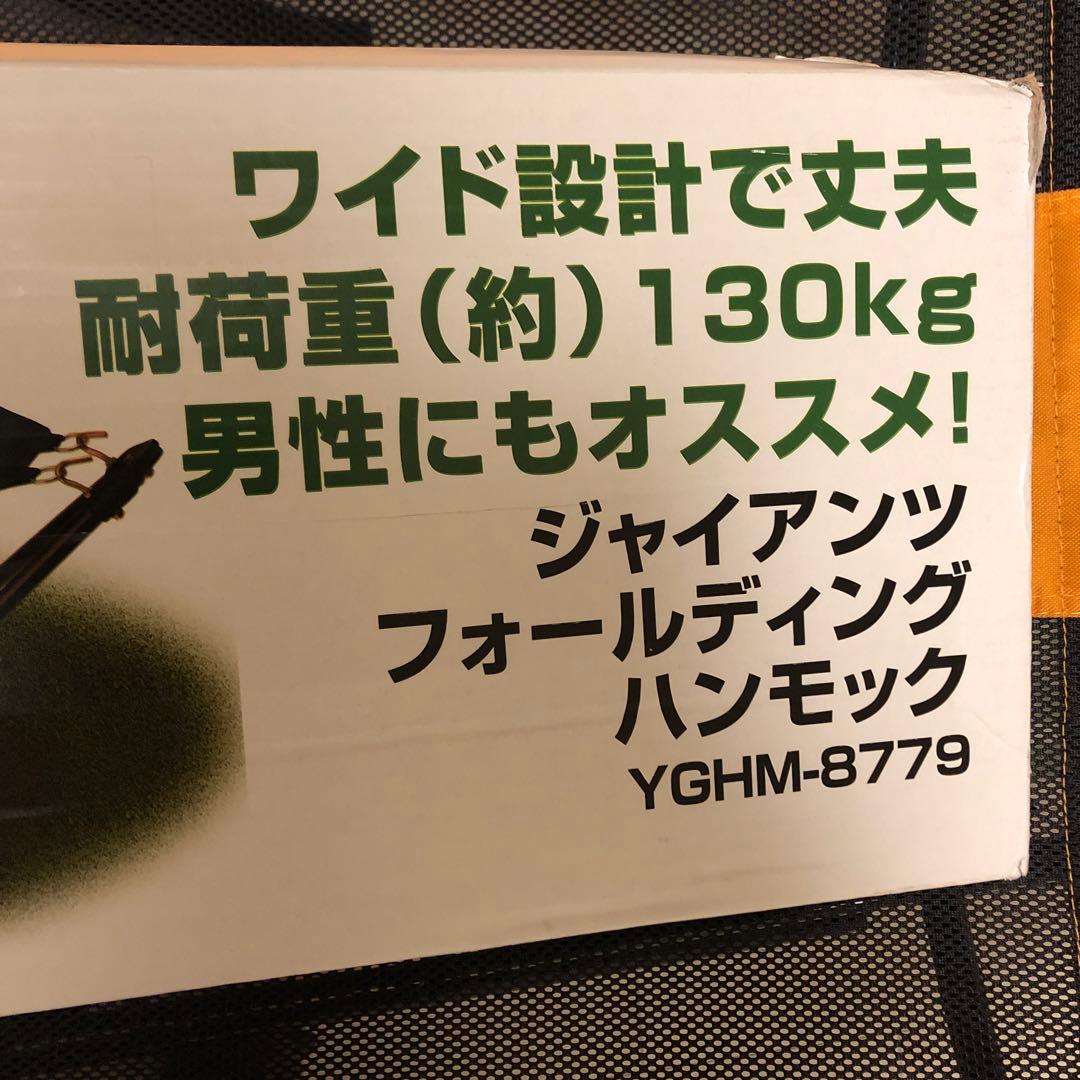 ワイド設計で丈夫
耐荷重(約)130kg
男性にもオススメ!
ジャイアンツ
フォールディング
ハンモック
YGHM-8779